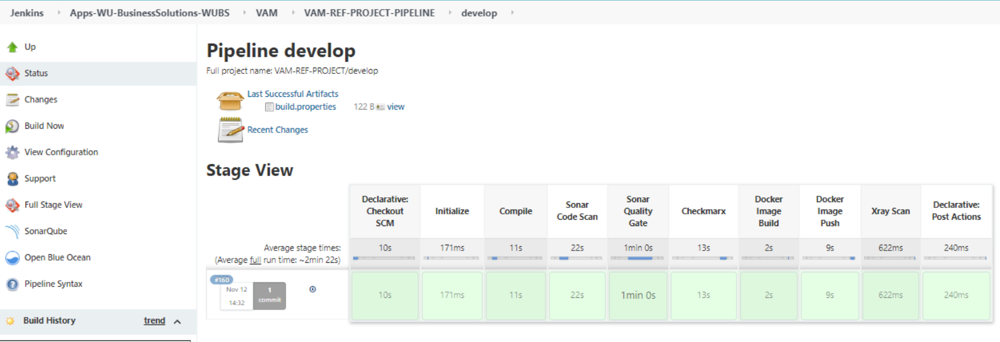 Jenkins
Apps-WU-BusinessSolutions-WUBS
VAM
VAM-REF-PROJECT-PIPELINE
develop
Up
Status
Changes
Build Now
View Configuration
Support
Full Stage View
SonarQube
Open Blue Ocean
Pipeline Syntax
Build History
trend
Pipeline develop
Full project name: VAM-REF-PROJECT/develop
Last Successful Artifacts
build.properties 122 B view
Recent Changes
Stage View
Declarative:
Checkout
SCM
Initialize
Compile
Sonar
Code Scan
Sonar
Quality
Gate
Checkmarx
Docker
Image
Build
Docker
Image
Push
Xray Scan
Declarative:
Post Actions
Average stage times:
(Average full run time: ~2min 22s)
10s 171ms 11s 22s 1min 0s 13s 2s 9s 622ms 240ms
#160
Nov 12
14:32
1
commit
10s 171ms 11s 22s 1min 0s 13s 2s 9s 622ms 240ms